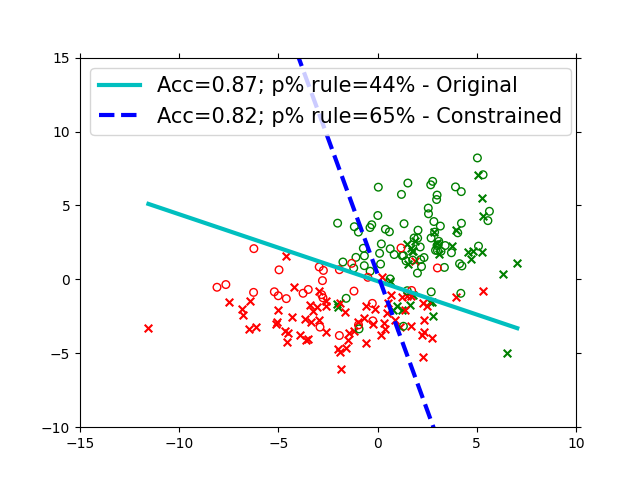 15
Acc=0.87; p% rule=44% - Original
Acc=0.82; p% rule=65% - Constrained
10
5
0
−5
−10
−15 −10 −5 0 5 10